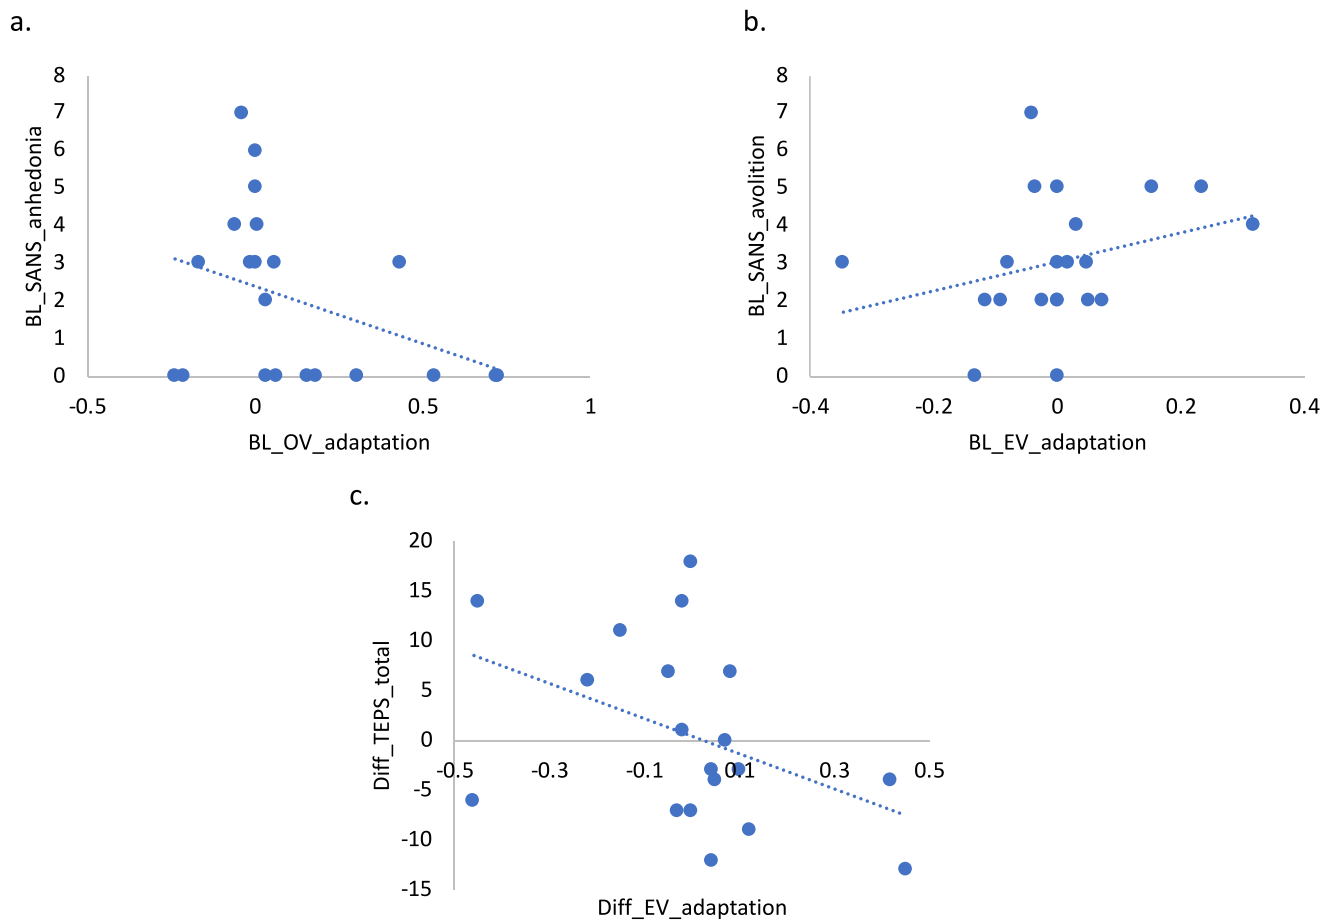 a.
8
7
6
5
4
3
2
1
0
BL_SANS_anhedonia
-0.5 0 0.5 1
BL_OV_adaptation
b.
8
7
6
5
4
3
2
1
0
BL_SANS_avolition
-0.4 -0.2 0 0.2 0.4
BL_EV_adaptation
c.
20
15
10
5
0
-5
-10
-15
Diff_TEPS_total
-0.5 -0.3 -0.1 0.1 0.3 0.5
Diff_EV_adaptation